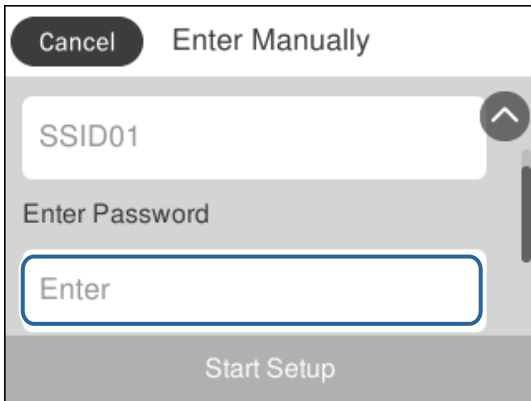 Cancel Enter Manually
SSID01
Enter Password
Enter
Start Setup